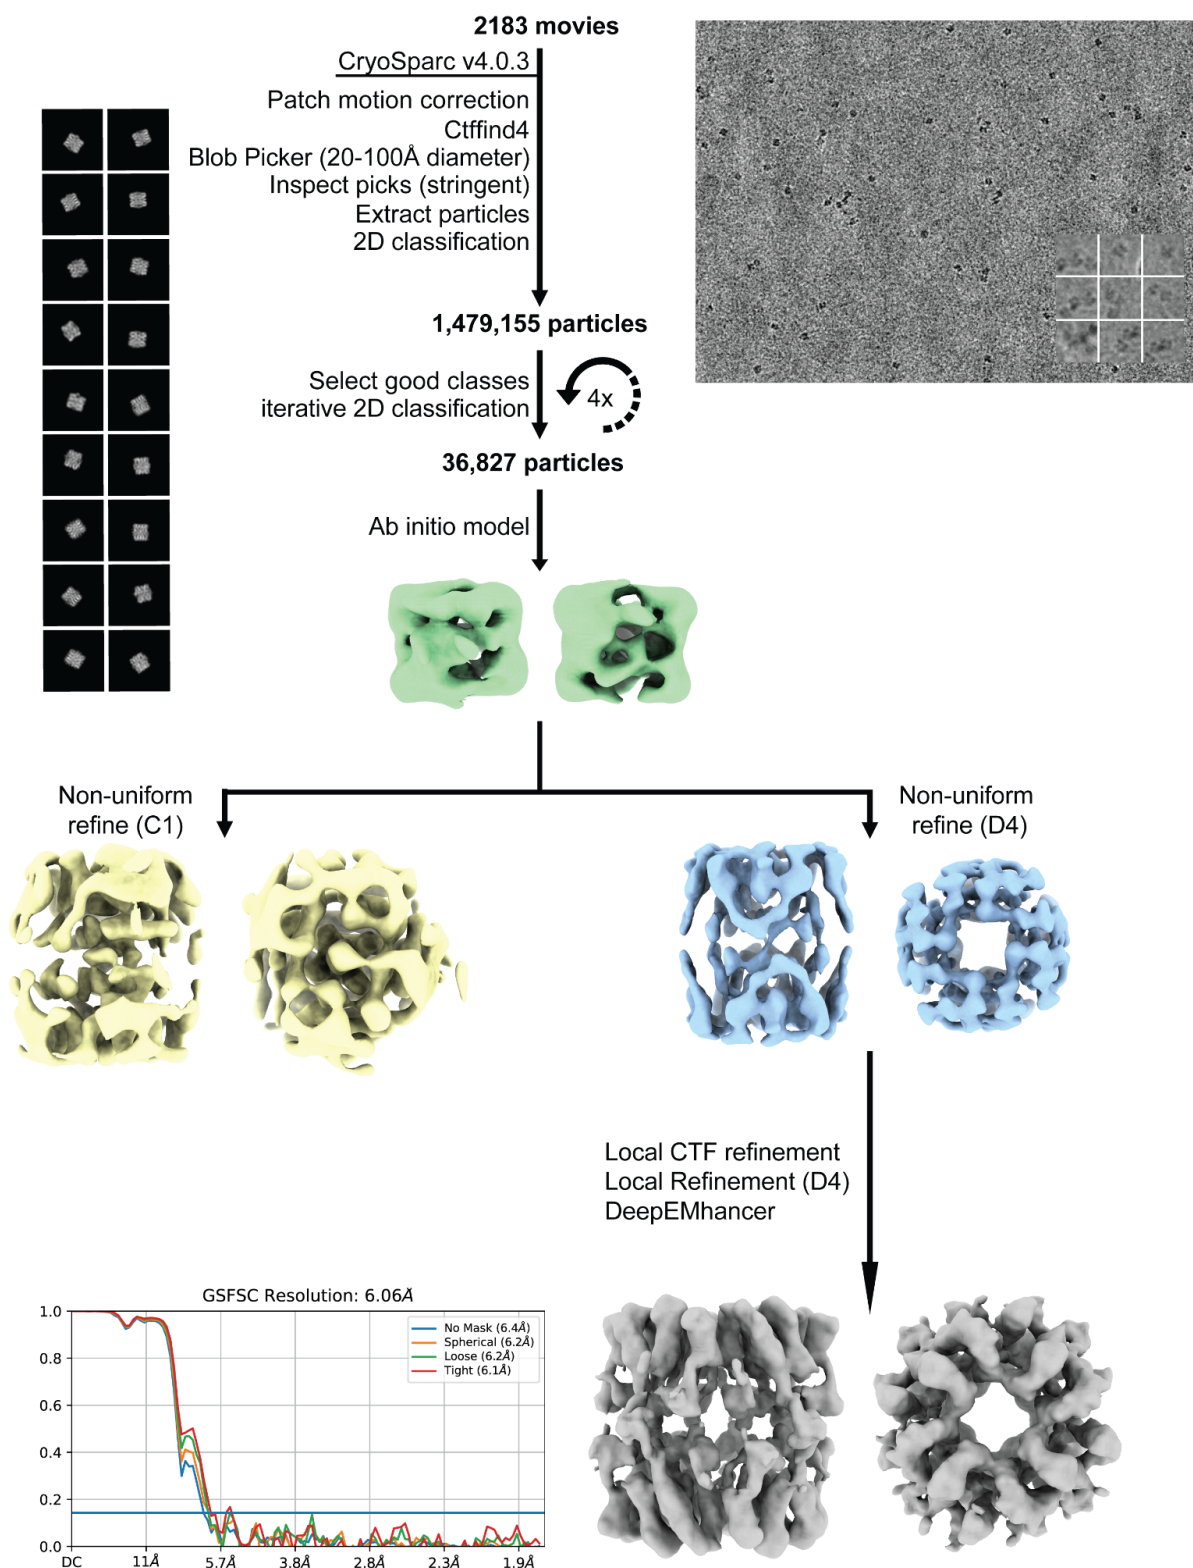 2183 movies
CryoSparc v4.0.3
Patch motion correction
Ctffind4
Blob Picker (20-100Å diameter)
Inspect picks (stringent)
Extract particles
2D classification
1,479,155 particles
Select good classes
iterative 2D classification
4x
36,827 particles
Ab initio model
Non-uniform
refine (C1)
Non-uniform
refine (D4)
Local CTF refinement
Local Refinement (D4)
DeepEMhancer
GSFSC Resolution: 6.06Å
1.0
0.8
0.6
0.4
0.2
0.0
No Mask (6.4Å)
Spherical (6.2Å)
Loose (6.2Å)
Tight (6.1Å)
DC
11Å
5.7Å
3.8Å
2.8Å
2.3Å
1.9Å